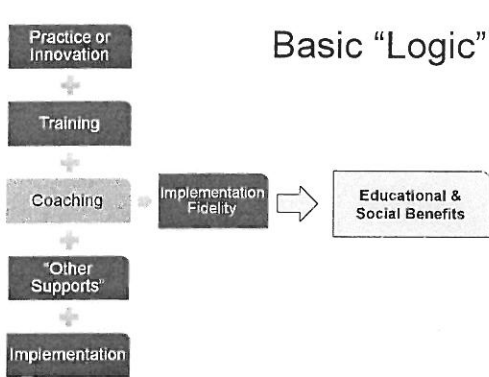 Basic “Logic”
Practice or
Innovation
+
Training
+
Coaching
Implementation
Fidelity
Educational &
Social Benefits
+
“Other
Supports”
+
Implementation